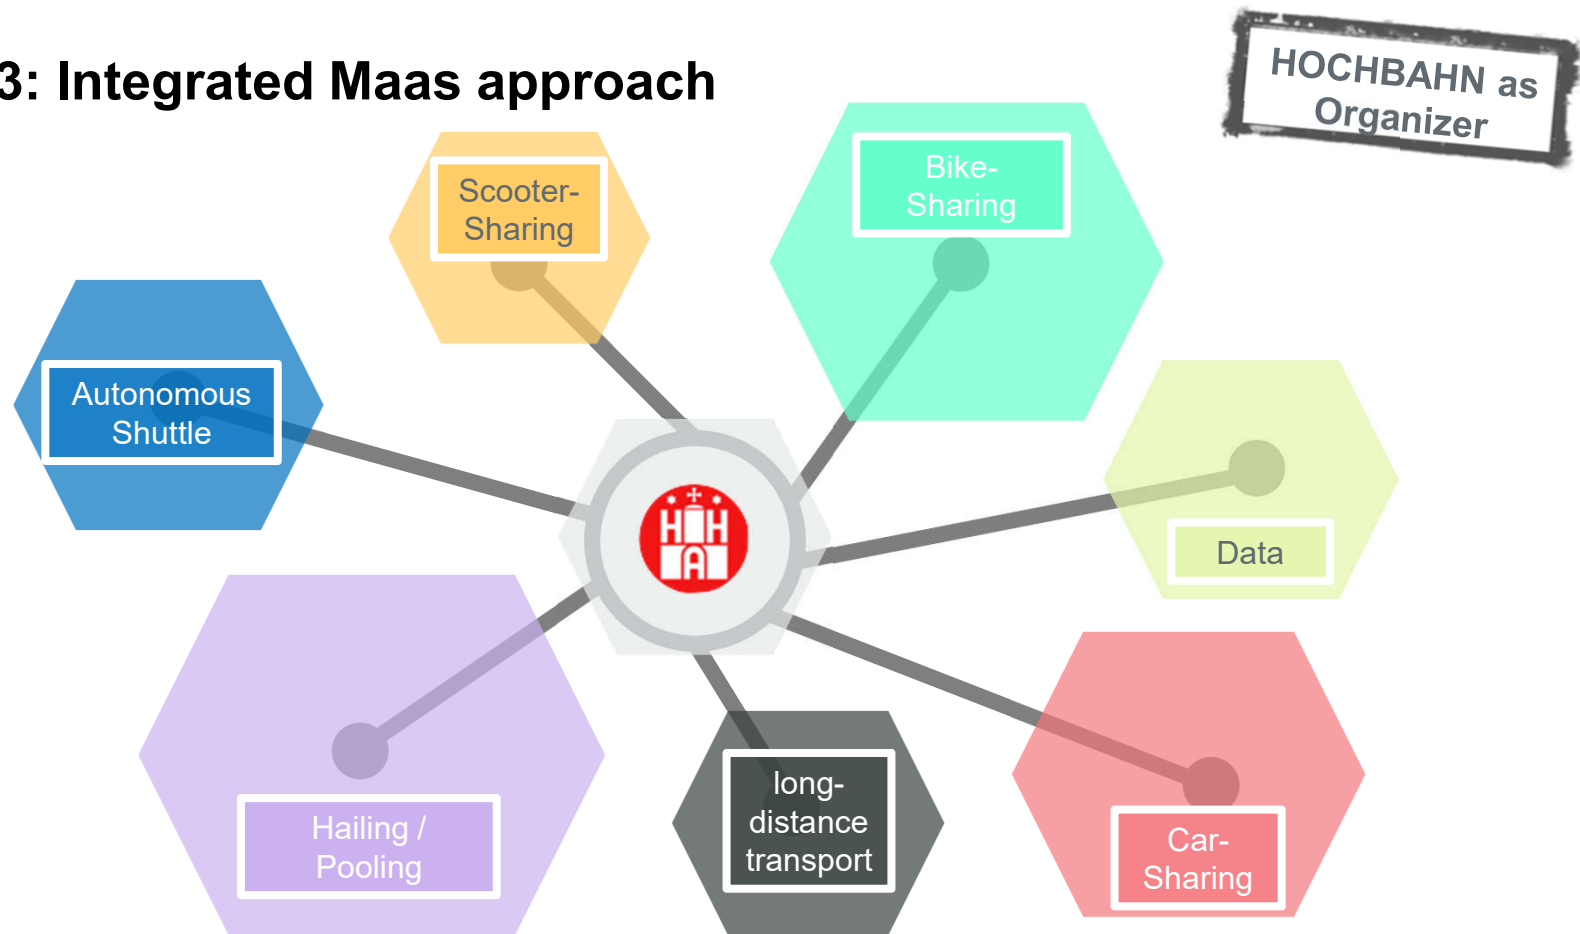 3: Integrated Maas approach
HOCHBAHN as
Organizer
Scooter-
Sharing
Bike-
Sharing
Autonomous
Shuttle
Data
H H
A
Hailing /
Pooling
long-
distance
transport
Car-
Sharing